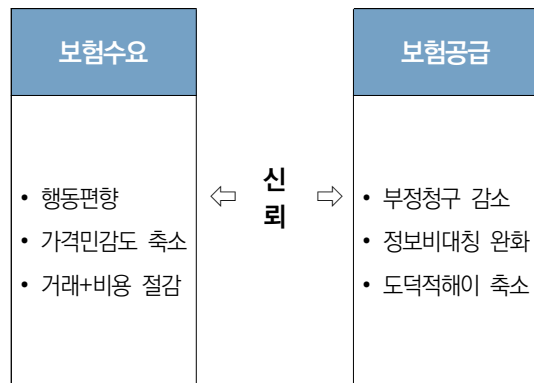 보험수요
• 행동편향
• 가격민감도 축소
• 거래+비용 절감
⇦ 신뢰 ⇨
보험공급
• 부정청구 감소
• 정보비대칭 완화
• 도덕적해이 축소